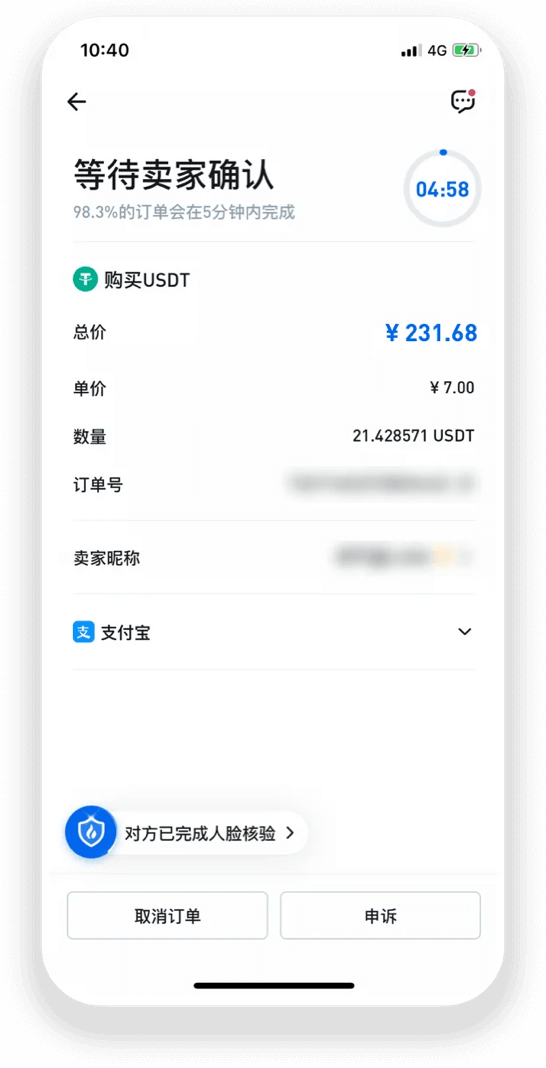 10:40
4G
等待卖家确认
04:58
98.3%的订单会在5分钟内完成
购买USDT
总价
¥ 231.68
单价
¥ 7.00
数量
21.428571 USDT
订单号
卖家昵称
支 支付宝
对方已完成人脸核验
取消订单
申诉